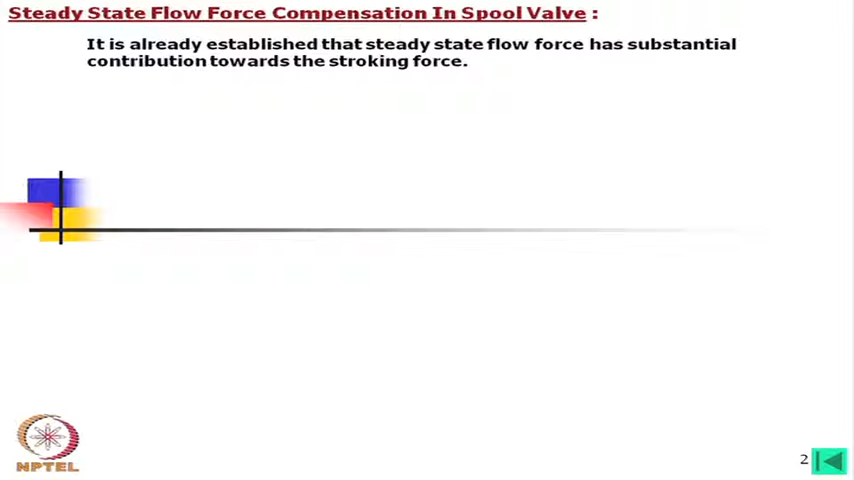 Steady State Flow Force Compensation In Spool Valve :
It is already established that steady state flow force has substantial
contribution towards the stroking force.
NPTEL
2